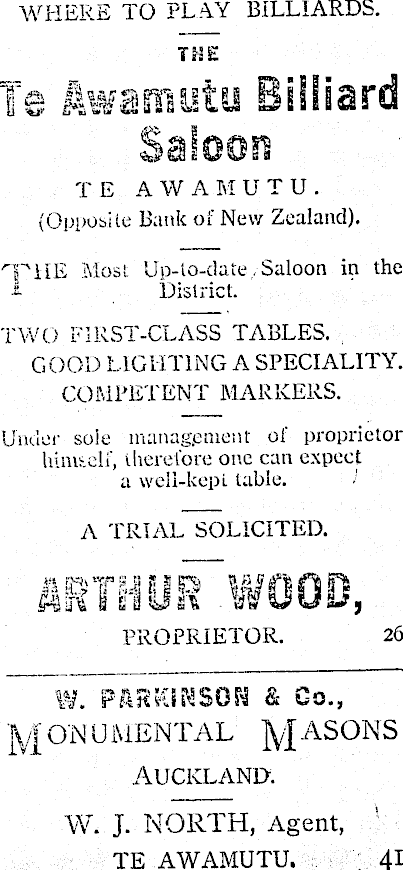 WHERE TO PLAY BILLIARDS.
THE
Te Awamutu Billiard
Saloon
TE AWAMUTU.
(Opposite Bank of New Zealand).
THE Most Up-to-date Saloon in the
District.
TWO FIRST-CLASS TABLES.
GOOD LIGHTING A SPECIALITY.
COMPETENT MARKERS.
Under sole management of proprietor
himself, therefore one can expect
a well-kept table.
A TRIAL SOLICITED.
ARTHUR WOOD,
PROPRIETOR. 26
W. PARKINSON & Co.,
MONUMENTAL MASONS
AUCKLAND.
W. J. NORTH, Agent,
TE AWAMUTU. 41